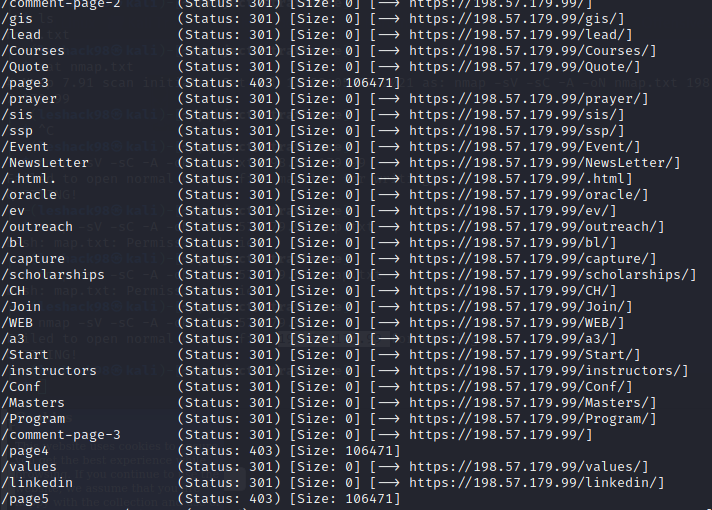 /comment-page-2 (Status: 301) [Size: 0] [--> https://198.57.179.99/]
/gis (Status: 301) [Size: 0] [--> https://198.57.179.99/gis/]
/lead (Status: 301) [Size: 0] [--> https://198.57.179.99/lead/]
/Courses (Status: 301) [Size: 0] [--> https://198.57.179.99/Courses/]
/Quote (Status: 301) [Size: 0] [--> https://198.57.179.99/Quote/]
/page3 (Status: 403) [Size: 106471]
/prayer (Status: 301) [Size: 0] [--> https://198.57.179.99/prayer/]
/sis (Status: 301) [Size: 0] [--> https://198.57.179.99/sis/]
/ssp (Status: 301) [Size: 0] [--> https://198.57.179.99/ssp/]
/Event (Status: 301) [Size: 0] [--> https://198.57.179.99/Event/]
/NewsLetter (Status: 301) [Size: 0] [--> https://198.57.179.99/NewsLetter/]
/.html. (Status: 301) [Size: 0] [--> https://198.57.179.99/.html]
/oracle (Status: 301) [Size: 0] [--> https://198.57.179.99/oracle/]
/ev (Status: 301) [Size: 0] [--> https://198.57.179.99/ev/]
/outreach (Status: 301) [Size: 0] [--> https://198.57.179.99/outreach/]
/bl (Status: 301) [Size: 0] [--> https://198.57.179.99/bl/]
/capture (Status: 301) [Size: 0] [--> https://198.57.179.99/capture/]
/scholarships (Status: 301) [Size: 0] [--> https://198.57.179.99/scholarships/]
/CH (Status: 301) [Size: 0] [--> https://198.57.179.99/CH/]
/Join (Status: 301) [Size: 0] [--> https://198.57.179.99/Join/]
/WEB (Status: 301) [Size: 0] [--> https://198.57.179.99/WEB/]
/a3 (Status: 301) [Size: 0] [--> https://198.57.179.99/a3/]
/Start (Status: 301) [Size: 0] [--> https://198.57.179.99/Start/]
/instructors (Status: 301) [Size: 0] [--> https://198.57.179.99/instructors/]
/Conf (Status: 301) [Size: 0] [--> https://198.57.179.99/Conf/]
/Masters (Status: 301) [Size: 0] [--> https://198.57.179.99/Masters/]
/Program (Status: 301) [Size: 0] [--> https://198.57.179.99/Program/]
/comment-page-3 (Status: 301) [Size: 0] [--> https://198.57.179.99/]
/page4 (Status: 403) [Size: 106471]
/values (Status: 301) [Size: 0] [--> https://198.57.179.99/values/]
/linkedin (Status: 301) [Size: 0] [--> https://198.57.179.99/linkedin/]
/page5 (Status: 403) [Size: 106471]